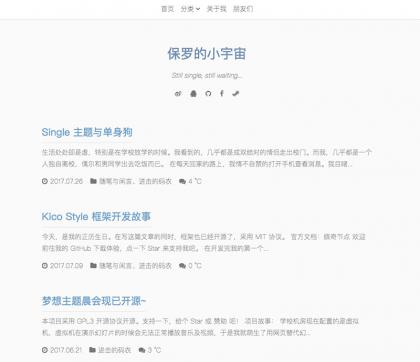 首页 分类 关于我 朋友们
保罗的小宇宙
Still single, still waiting...
Single 主题与单身狗
生活处处即是虐，特别是在学校放学的时候。我看到的，几乎都是成双结对的情侣走出校门。而我，几乎都是一个
人独自离校，偶尔和男同学出去吃饭而已。 在每天回家的路上，我情不自禁的打开手机查看消息。我目睹...
2017.07.26 随笔与闲言、进击的码农 4 ℃
Kico Style 框架开发故事
今天，是我的正历生日。在写这篇文章的同时，框架也已经开源了，采用 MIT 协议。 官方文档：缤奇节点 欢迎
前往我的 GitHub 下载体验，点一下 Star 来支持我吧。 在开发完我的第一个...
2017.07.09 随笔与闲言、进击的码农 0 ℃
梦想主题晨会现已开源~
本项目采用 GPL3 开源协议开源。支持一下，给个 Star 或 赞助 吧！ 项目故事： 学校机房现在配置的是虚拟
机，虚拟机在演示幻灯片的时候会无法正常播放音乐及视频，于是我就萌生了用网页替代幻...
2017.06.21 进击的码农 3 ℃